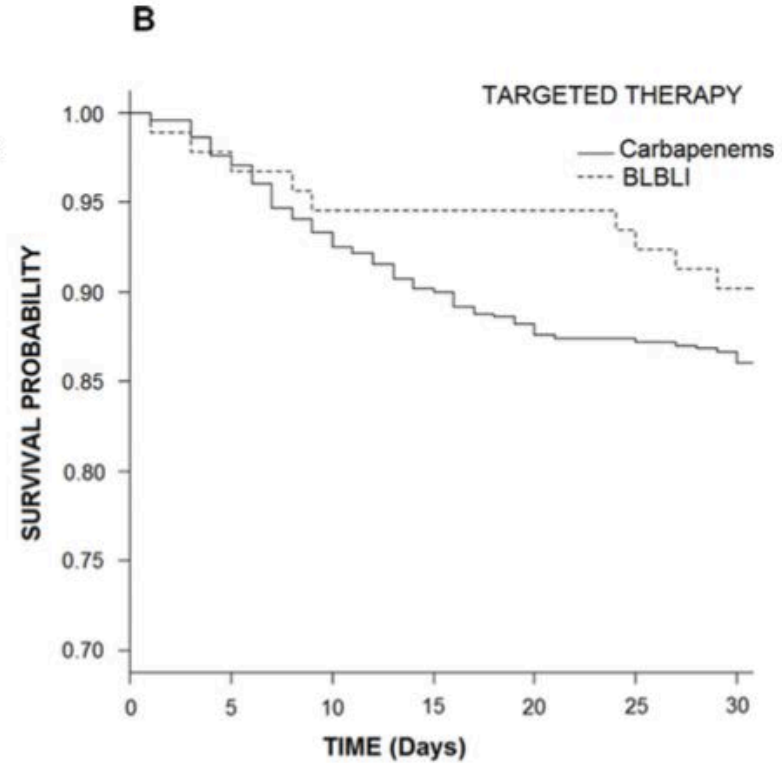 B
TARGETED THERAPY
Carbapenems
BLBLI
SURVIVAL PROBABILITY
1.00
0.95
0.90
0.85
0.80
0.75
0.70
0 5 10 15 20 25 30
TIME (Days)